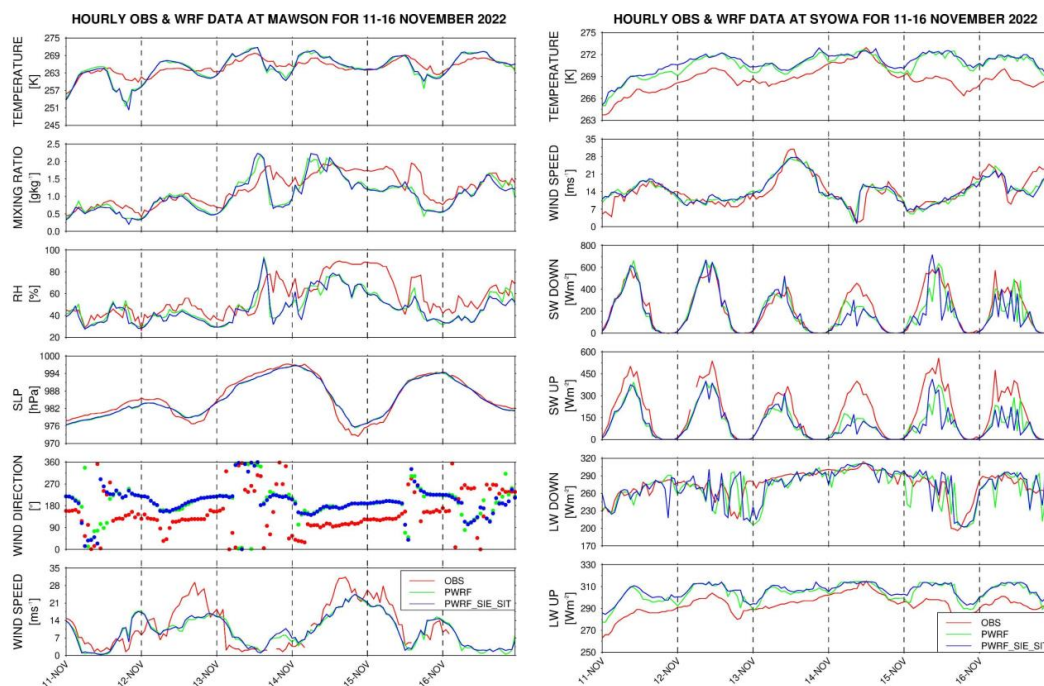 HOURLY OBS & WRF DATA AT MAWSON FOR 11-16 NOVEMBER 2022
TEMPERATURE
[K]
275
269
263
257
251
245
MIXING RATIO
[gkg-1]
2.5
2.0
1.5
1.0
0.5
0.0
RH
[%]
100
80
60
40
20
SLP
[hPa]
1000
994
988
982
976
970
WIND DIRECTION
[°]
360
270
180
90
0
WIND SPEED
[ms-1]
35
28
21
14
7
0
OBS
PWRF
PWRF_SIE_SIT
11-NOV
12-NOV
13-NOV
14-NOV
15-NOV
16-NOV
HOURLY OBS & WRF DATA AT SYOWA FOR 11-16 NOVEMBER 2022
TEMPERATURE
[K]
275
272
269
266
263
WIND SPEED
[ms-1]
35
28
21
14
7
0
SW DOWN
[Wm-2]
800
600
400
200
0
SW UP
[Wm-2]
600
450
300
150
0
LW DOWN
[Wm-2]
320
290
260
230
200
170
LW UP
[Wm-2]
330
310
290
270
250
OBS
PWRF
PWRF_SIE_SIT
11-NOV
12-NOV
13-NOV
14-NOV
15-NOV
16-NOV